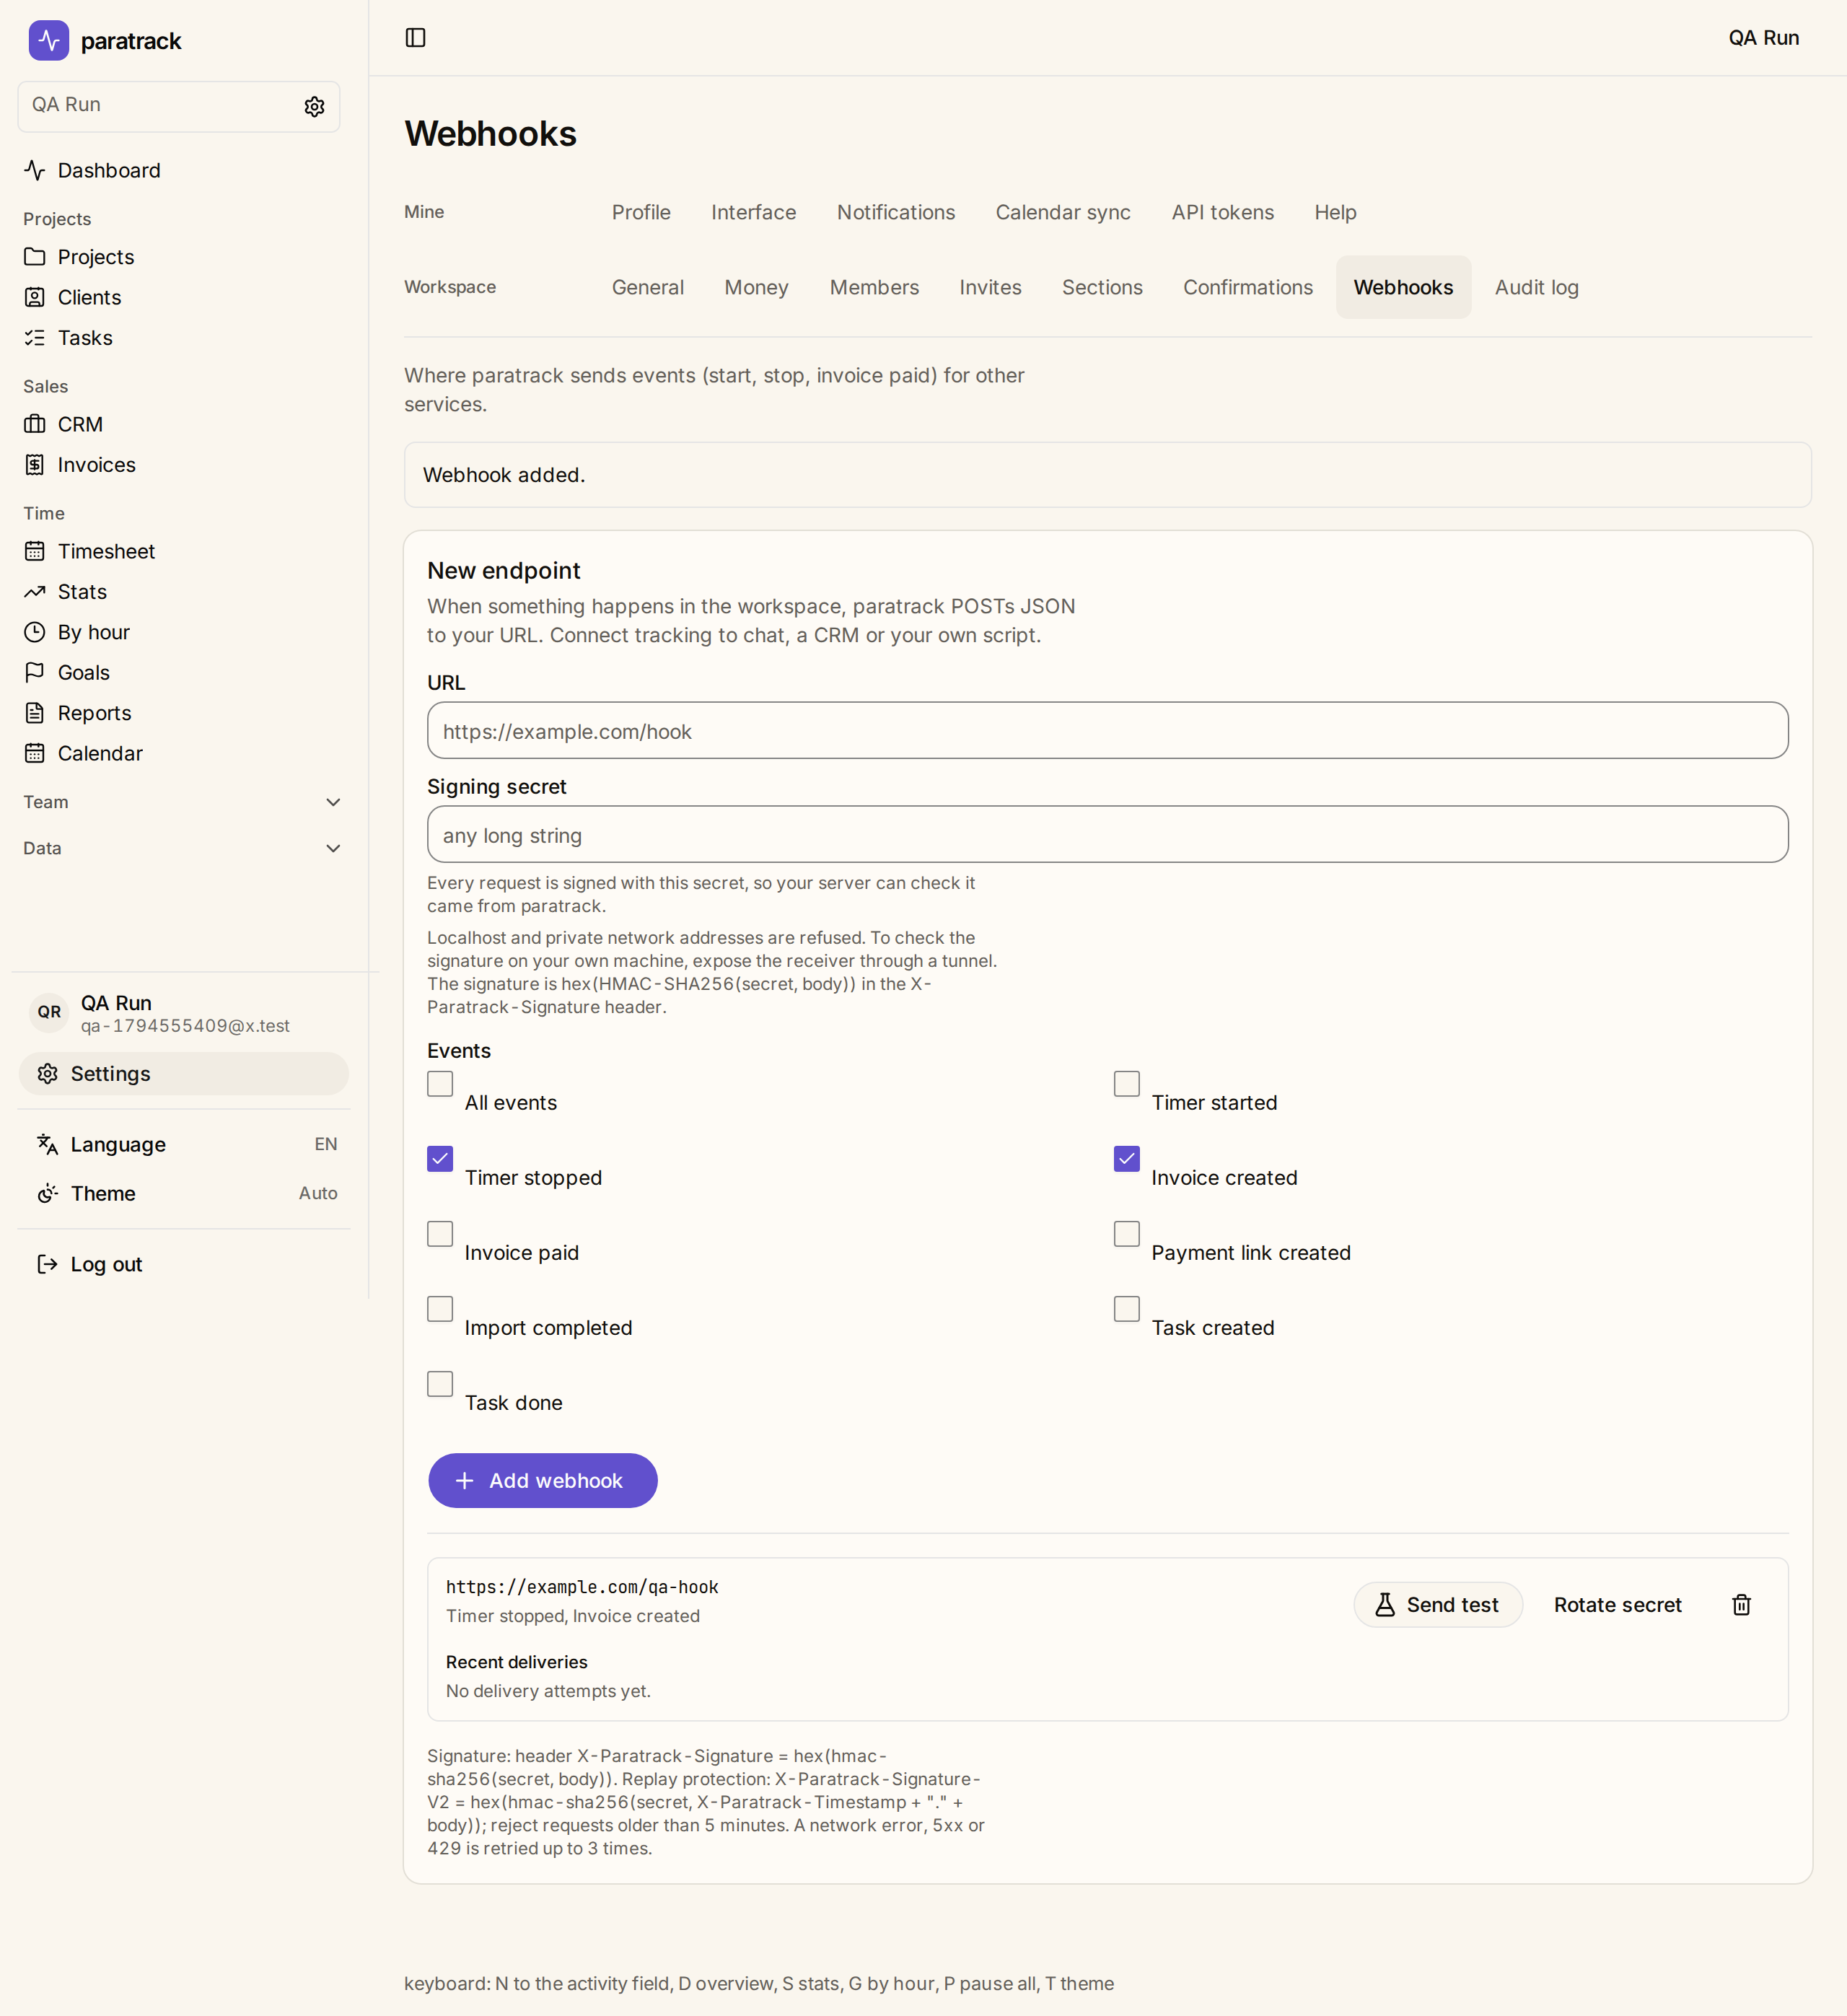 paratrack
QA Run
Dashboard
Projects
Projects
Clients
Tasks
Sales
CRM
Invoices
Time
Timesheet
Stats
By hour
Goals
Reports
Calendar
Team
Data
QR
QA Run
qa-1794555409@x.test
Settings
Language EN
Theme Auto
Log out
QA Run
Webhooks
Mine Profile Interface Notifications Calendar sync API tokens Help
Workspace General Money Members Invites Sections Confirmations Webhooks Audit log
Where paratrack sends events (start, stop, invoice paid) for other
services.
Webhook added.
New endpoint
When something happens in the workspace, paratrack POSTs JSON
to your URL. Connect tracking to chat, a CRM or your own script.
URL
https://example.com/hook
Signing secret
any long string
Every request is signed with this secret, so your server can check it
came from paratrack.
Localhost and private network addresses are refused. To check the
signature on your own machine, expose the receiver through a tunnel.
The signature is hex(HMAC-SHA256(secret, body)) in the X-
Paratrack-Signature header.
Events
All events Timer started
Timer stopped Invoice created
Invoice paid Payment link created
Import completed Task created
Task done
Add webhook
https://example.com/qa-hook
Timer stopped, Invoice created
Send test Rotate secret
Recent deliveries
No delivery attempts yet.
Signature: header X-Paratrack-Signature = hex(hmac-
sha256(secret, body)). Replay protection: X-Paratrack-Signature-
V2 = hex(hmac-sha256(secret, X-Paratrack-Timestamp + "." +
body)); reject requests older than 5 minutes. A network error, 5xx or
429 is retried up to 3 times.
keyboard: N to the activity field, D overview, S stats, G by hour, P pause all, T theme